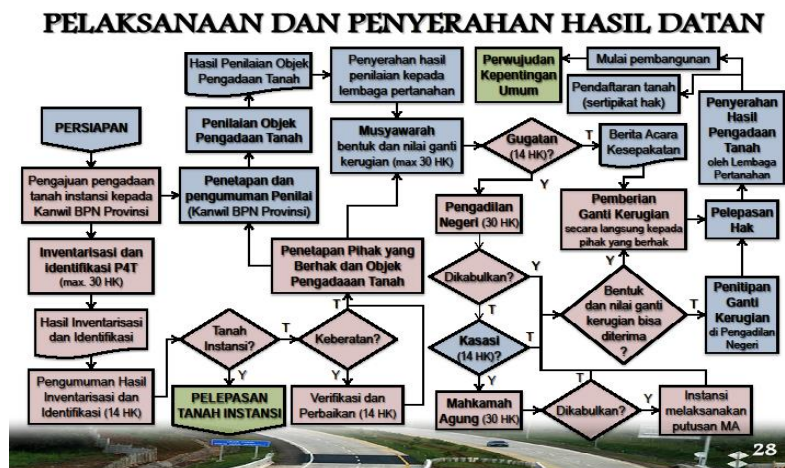 PELAKSANAAN DAN PENYERAHAN HASIL DATAN
PERSIAPAN
Pengajuan pengadaan
tanah instansi kepada
Kanwil BPN Provinsi
Inventarisasi dan
identifikasi P4T
(max. 30 HK)
Hasil Inventarisasi
dan Identifikasi
Pengumuman Hasil
Inventarisasi dan
Identifikasi (14 HK)
Hasil Penilaian Objek
Pengadaan Tanah
Penilaian Objek
Pengadaan Tanah
Penetapan dan
pengumuman Penilai
(Kanwil BPN Provinsi)
Penetapan Pihak yang
Berhak dan Objek
Pengadaaan Tanah
Tanah
Instansi?
T
Y
PELEPASAN
TANAH INSTANSI
Keberatan?
T
Y
Verifikasi dan
Perbaikan (14 HK)
Penyerahan hasil
penilaian kepada
lembaga pertanahan
Musyawarah
bentuk dan nilai ganti
kerugian (max 30 HK)
Gugatan
(14 HK)?
T
Y
Berita Acara
Kesepakatan
Pengadilan
Negeri (30 HK)
Dikabulkan?
Y
T
Kasasi
(14 HK)?
T
Y
Mahkamah
Agung (30 HK)
Dikabulkan?
T
Y
Instansi
melaksanakan
putusan MA
Bentuk
dan nilai ganti
kerugian bisa
diterima
?
Y
T
Pemberian
Ganti Kerugian
secara langsung kepada
pihak yang berhak
Penitipan
Ganti
Kerugian
di Pengadilan
Negeri
Pelepasan
Hak
Penyerahan
Hasil
Pengadaan
Tanah
oleh Lembaga
Pertanahan
Pendaftaran tanah
(sertipikat hak)
Mulai pembangunan
Perwujudan
Kepentingan
Umum
28